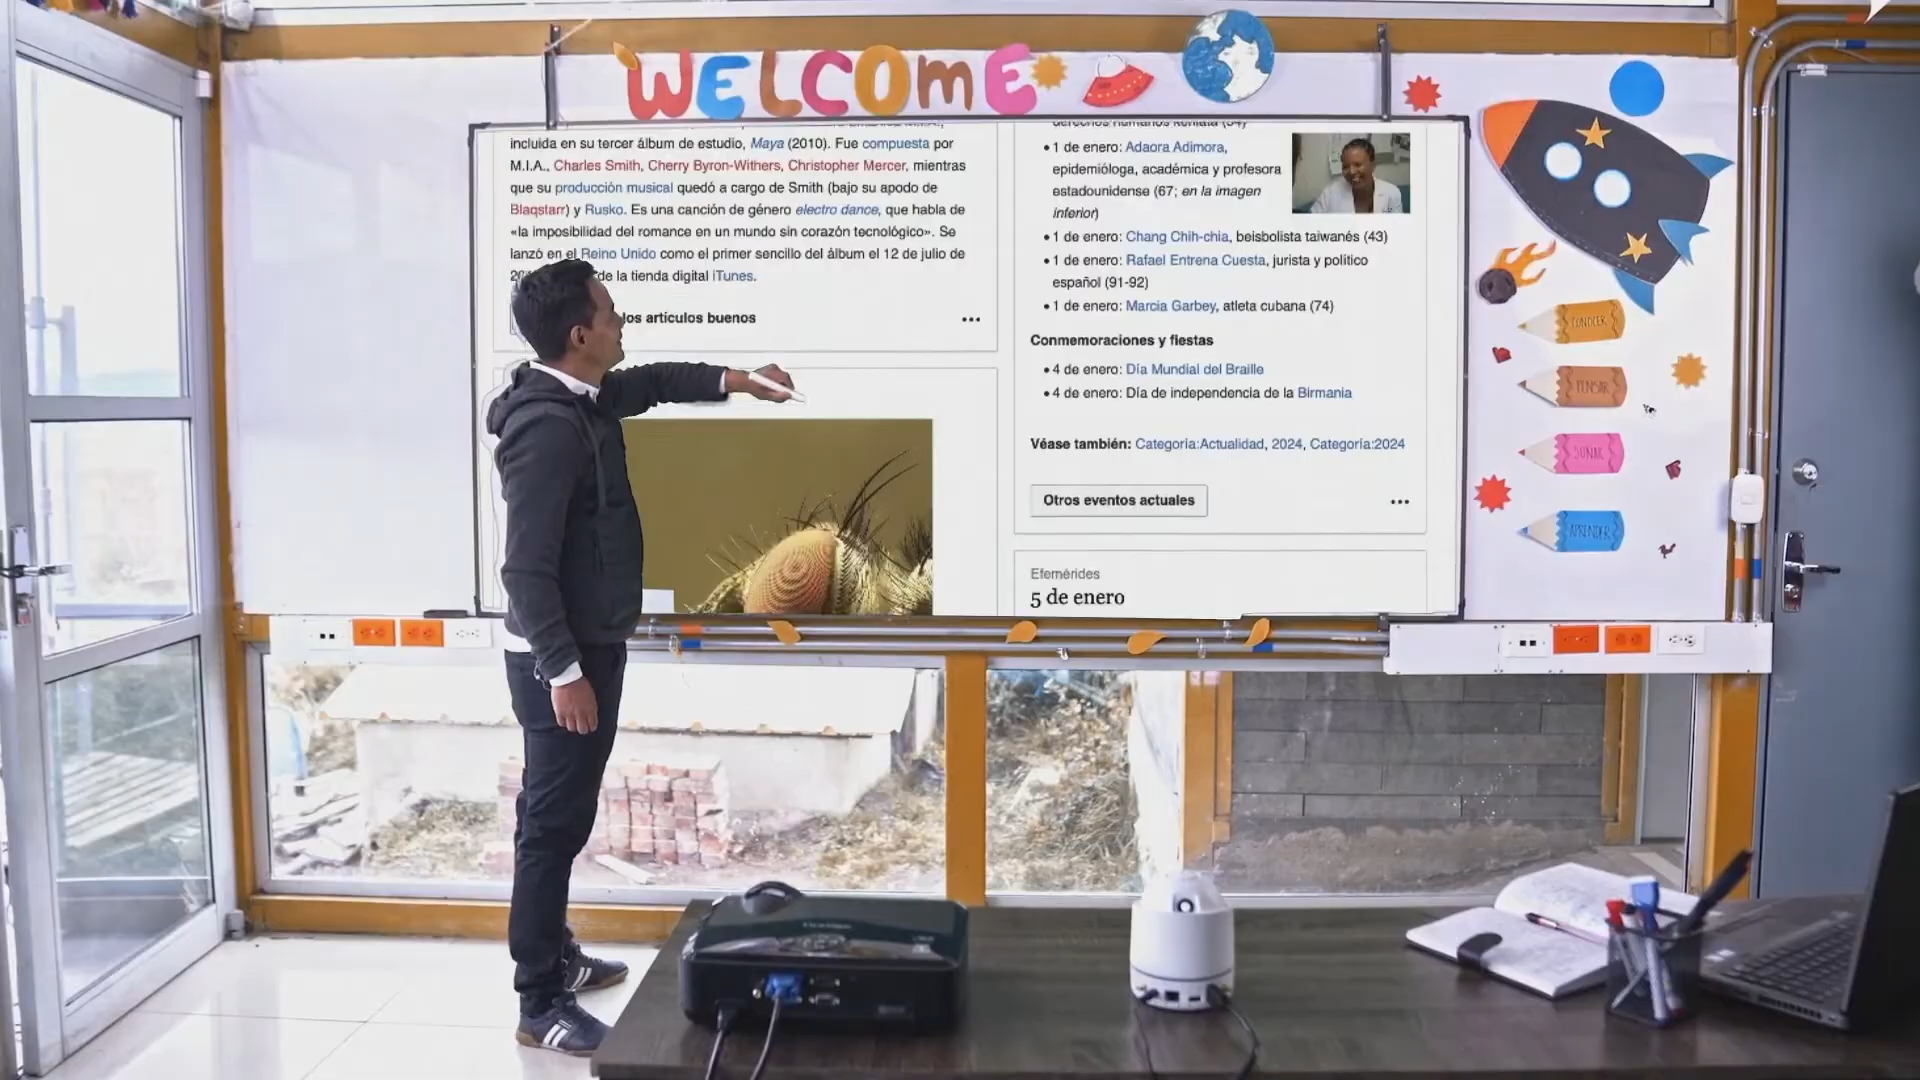 WELCOME
incluida en su tercer álbum de estudio, Maya (2010). Fue compuesta por
M.I.A., Charles Smith, Cherry Byron-Withers, Christopher Mercer, mientras
que su producción musical quedó a cargo de Smith (bajo su apodo de
Blaqstarr) y Rusko. Es una canción de género electro dance, que habla de
«la imposibilidad del romance en un mundo sin corazón tecnológico». Se
lanzó en el Reino Unido como el primer sencillo del álbum el 12 de julio de
de la tienda digital iTunes.
los artículos buenos
derechos humanos keniata (54)
• 1 de enero: Adaora Adimora,
epidemióloga, académica y profesora
estadounidense (67; en la imagen
inferior)
• 1 de enero: Chang Chih-chia, beisbolista taiwanés (43)
• 1 de enero: Rafael Entrena Cuesta, jurista y político
español (91-92)
• 1 de enero: Marcia Garbey, atleta cubana (74)
Conmemoraciones y fiestas
• 4 de enero: Día Mundial del Braille
• 4 de enero: Día de independencia de la Birmania
Véase también: Categoría:Actualidad, 2024, Categoría:2024
Otros eventos actuales
Efemérides
5 de enero
CONOCER
PENSAR
SOÑAR
APRENDER